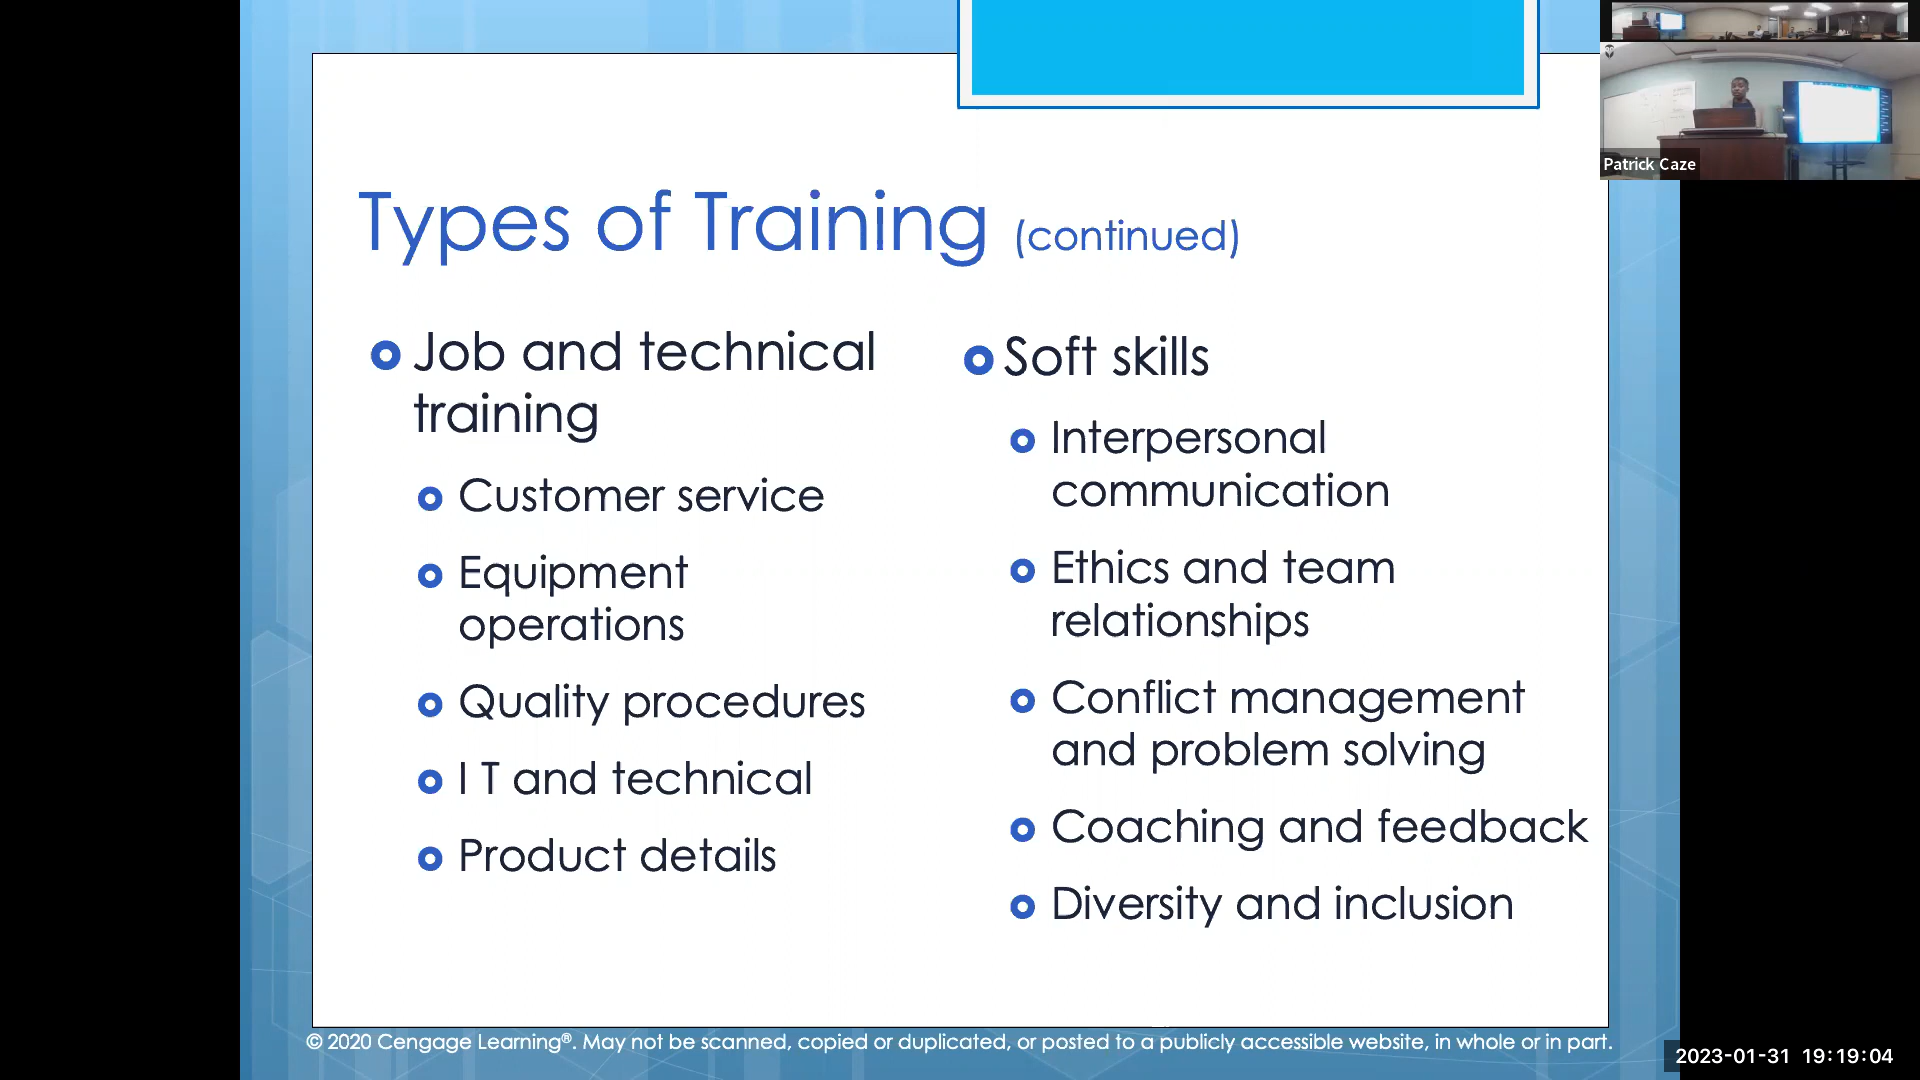 Types of Training (continued)
Job and technical
training
Customer service
Equipment
operations
Quality procedures
I T and technical
Product details
Soft skills
Interpersonal
communication
Ethics and team
relationships
Conflict management
and problem solving
Coaching and feedback
Diversity and inclusion
© 2020 Cengage Learning®. May not be scanned, copied or duplicated, or posted to a publicly accessible website, in whole or in part.
Patrick Caze
2023-01-31 19:19:04